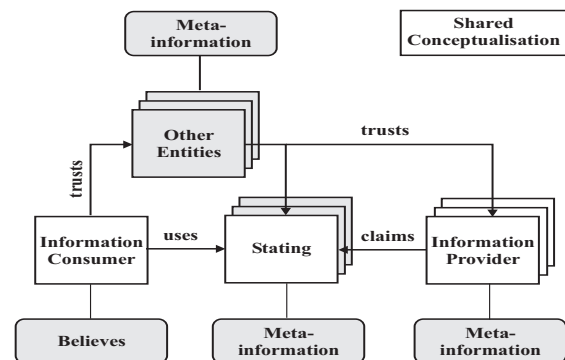 Meta-
information
Shared
Conceptualisation
Other
Entities
trusts
trusts
Information
Consumer
uses
Stating
claims
Information
Provider
Believes
Meta-
information
Meta-
information